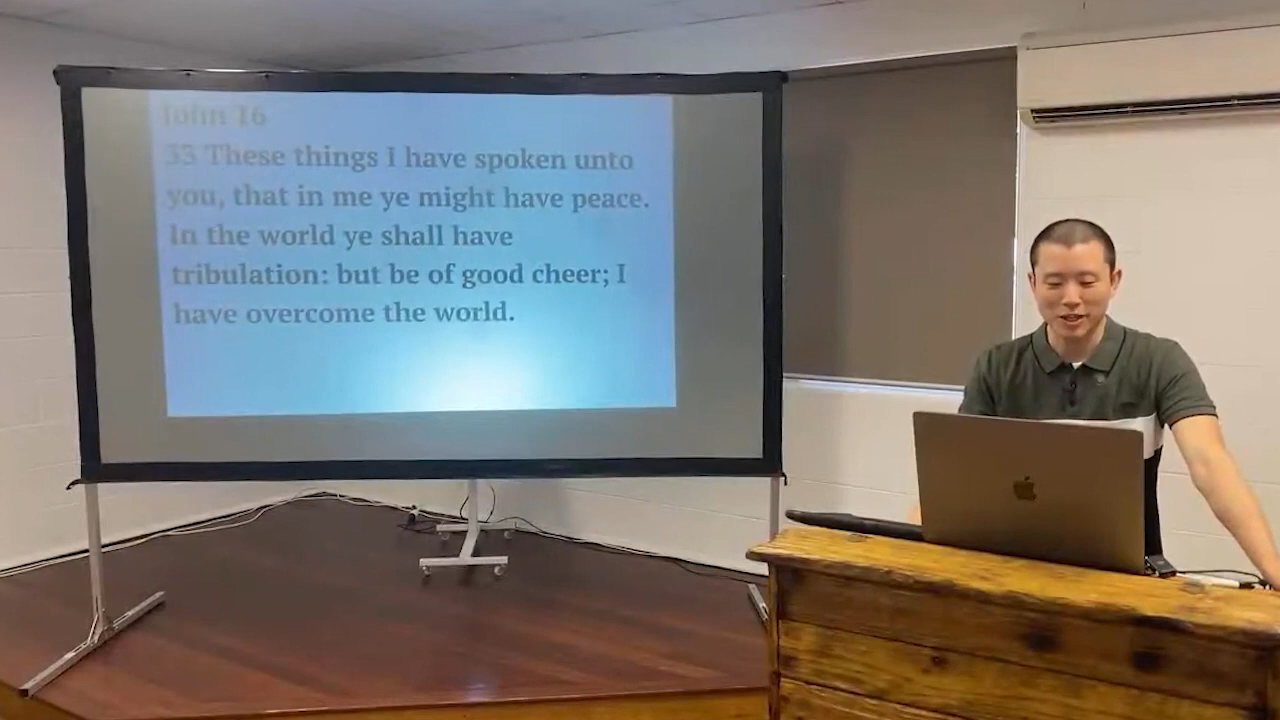 John 16
33 These things I have spoken unto
you, that in me ye might have peace.
In the world ye shall have
tribulation: but be of good cheer; I
have overcome the world.